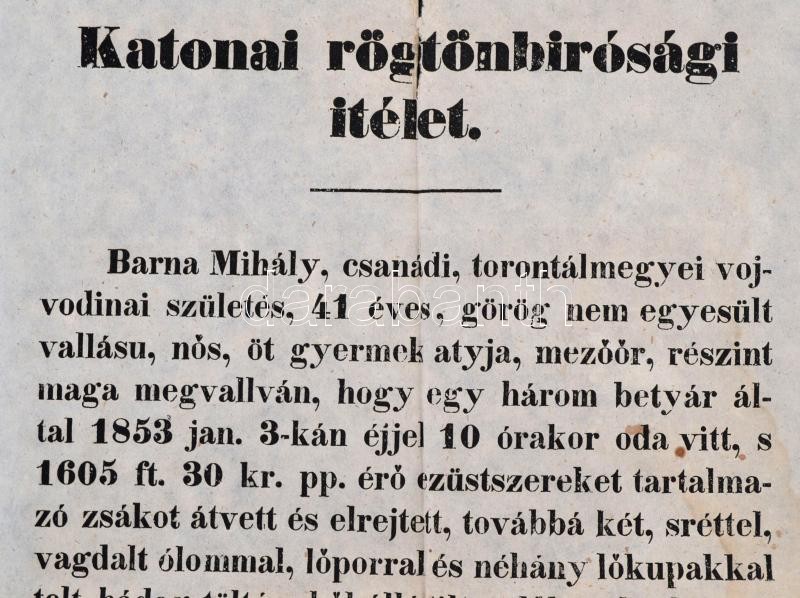 Katonai rögtönbirósági
itélet.
Barna Mihály, csanádi, torontálmegyei voj-
vodinai születés, 41 éves, görög nem egyesült
vallásu, nős, öt gyermek atyja, mezőőr, részint
maga megvallván, hogy egy három betyár ál-
tal 1853 jan. 3-kán éjjel 10 órakor oda vitt, s
1605 ft. 30 kr. pp. érő ezüstszereket tartalma-
zó zsákot átvett és elrejtett, továbbá két, sréttel,
vagdalt ólommal, lőporral és néhány lőkupakkal
darabanth